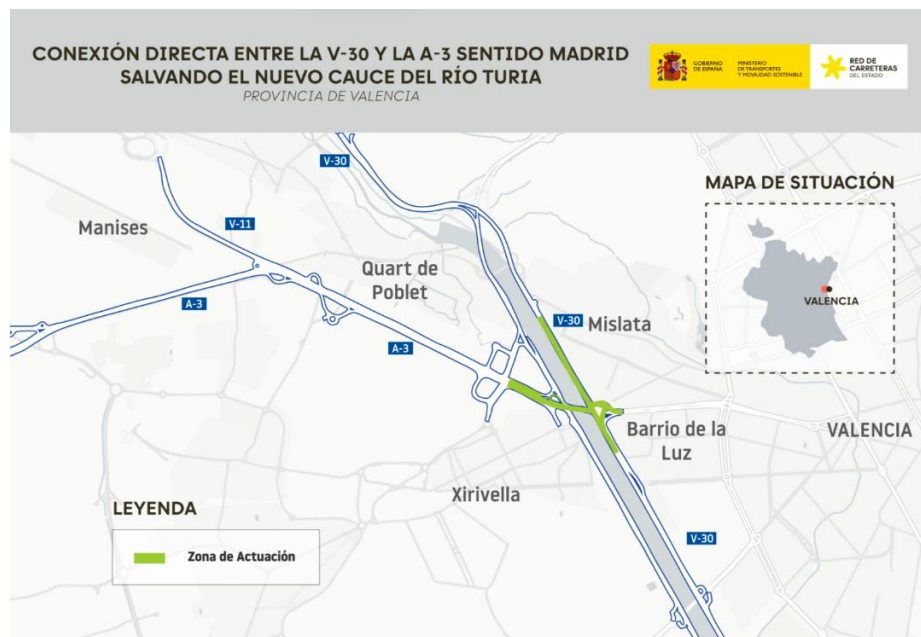 CONEXIÓN DIRECTA ENTRE LA V-30 Y LA A-3 SENTIDO MADRID
SALVANDO EL NUEVO CAUCE DEL RÍO TURIA
PROVINCIA DE VALENCIA
GOBIERNO
DE ESPAÑA
MINISTERIO
DE TRANSPORTES
Y MOVILIDAD SOSTENIBLE
RED DE
CARRETERAS
DEL ESTADO
V-30
MAPA DE SITUACIÓN
Manises
V-11
Quart de
Poblet
A-3
VALENCIA
V-30
Mislata
A-3
Barrio de la
Luz
VALENCIA
Xirivella
LEYENDA
Zona de Actuación
V-30